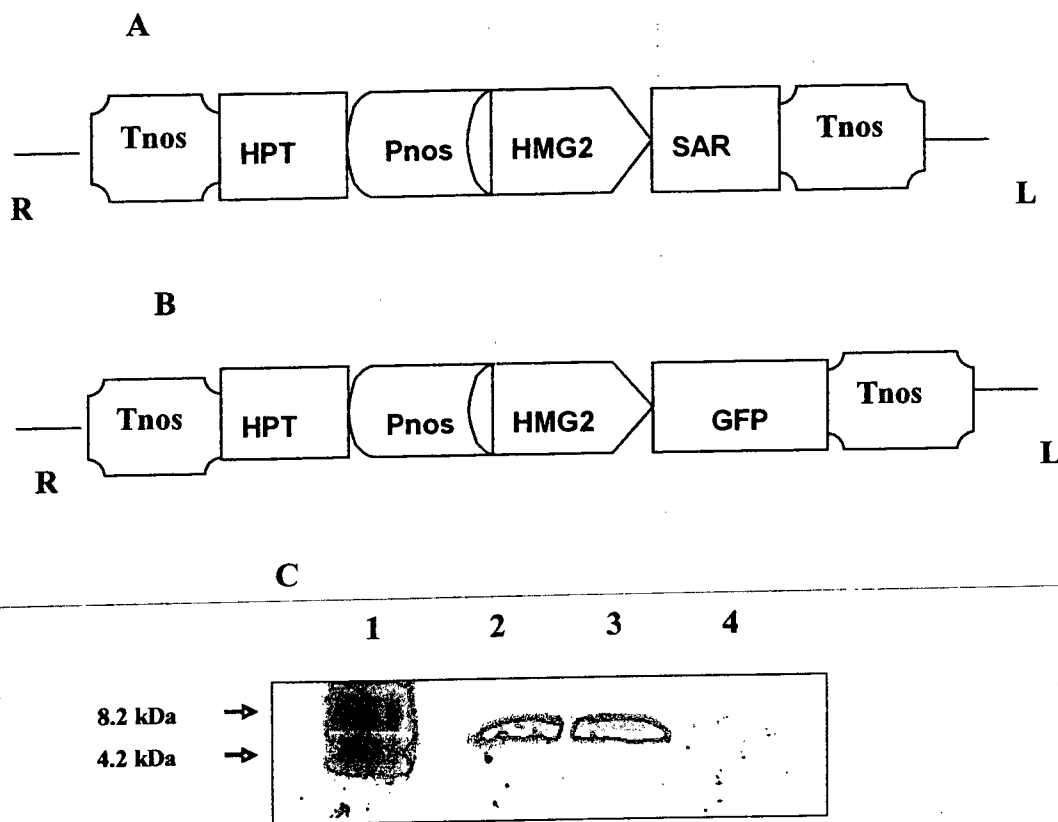 A
Tnos HPT Pnos HMG2 SAR Tnos
R L
B
Tnos HPT Pnos HMG2 GFP Tnos
R L
C
1 2 3 4
8.2 kDa
4.2 kDa